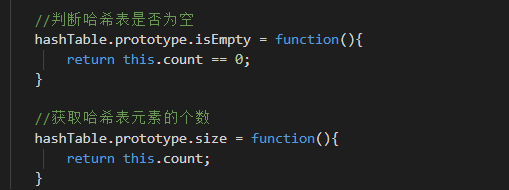 //判断哈希表是否为空
hashTable.prototype.isEmpty = function(){
    return this.count == 0;
}
//获取哈希表元素的个数
hashTable.prototype.size = function(){
    return this.count;
}